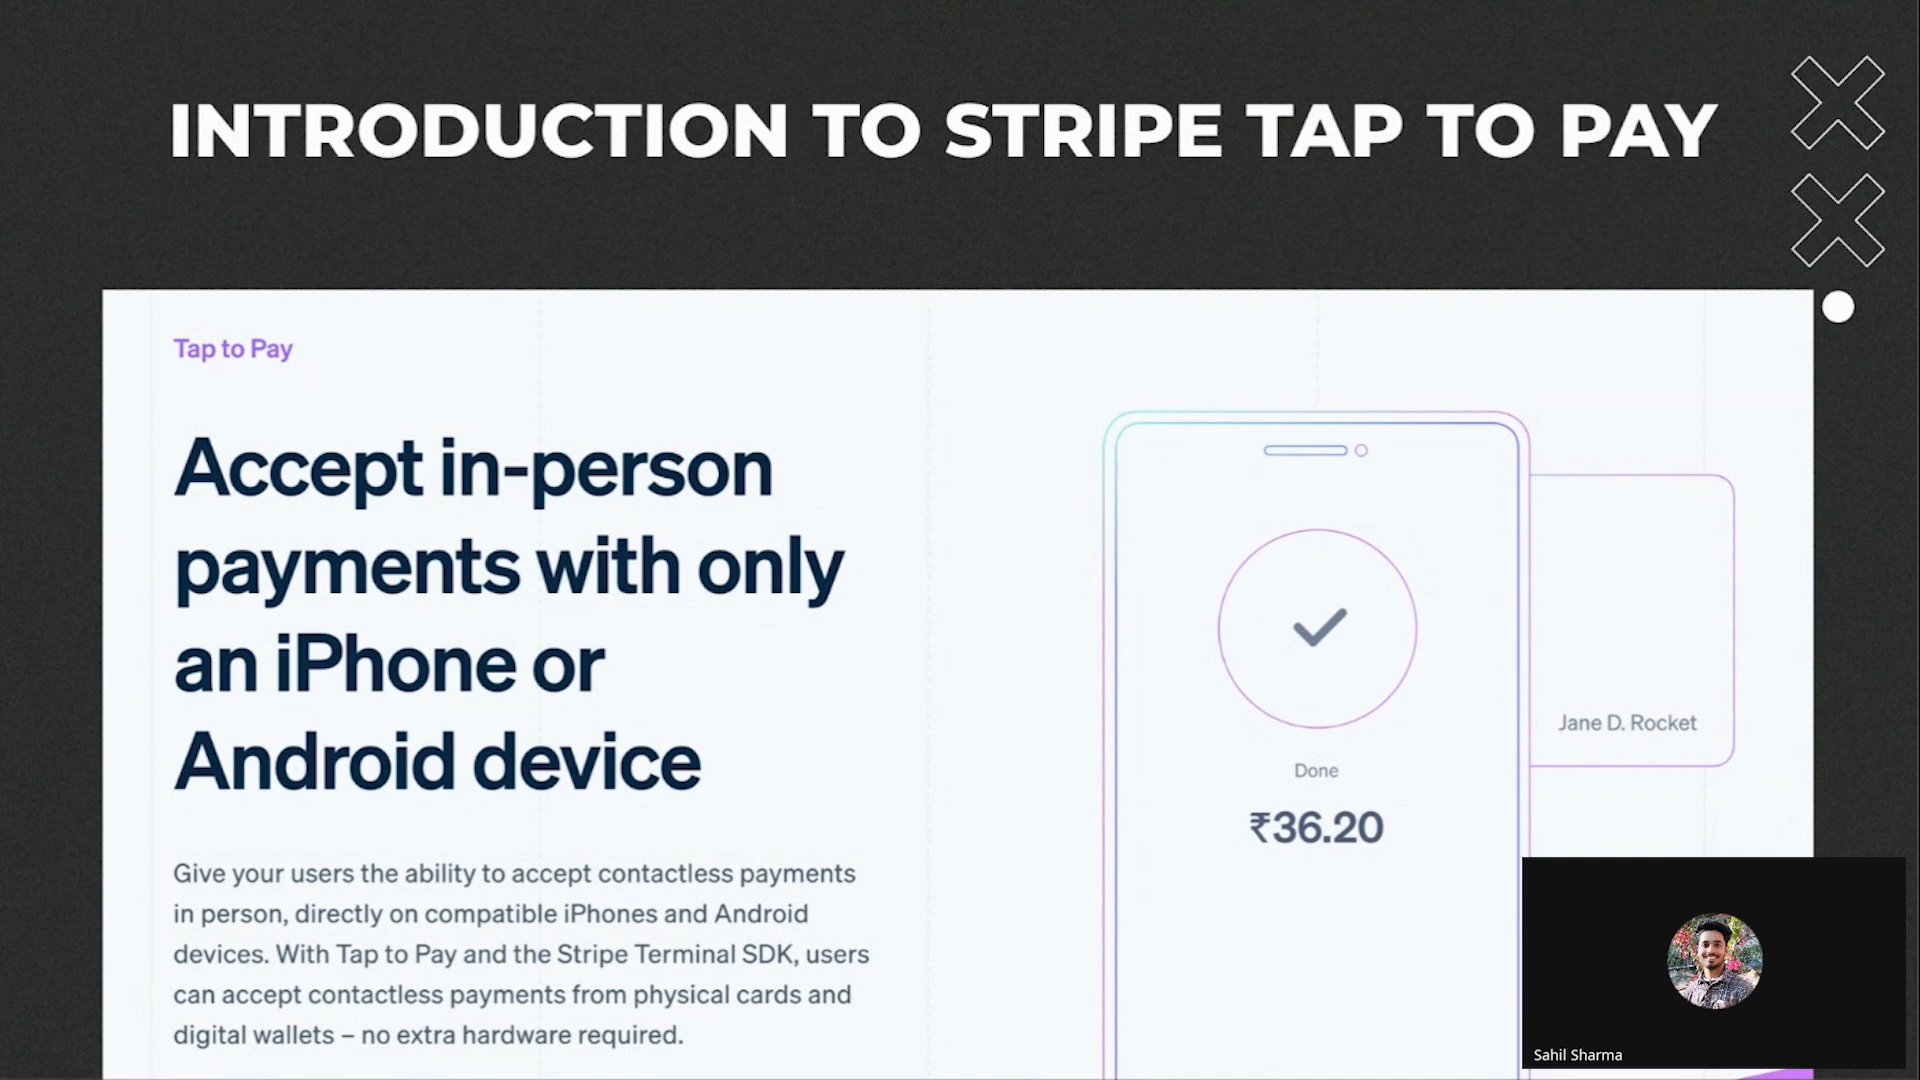 INTRODUCTION TO STRIPE TAP TO PAY
Tap to Pay
Accept in-person
payments with only
an iPhone or
Android device
Give your users the ability to accept contactless payments
in person, directly on compatible iPhones and Android
devices. With Tap to Pay and the Stripe Terminal SDK, users
can accept contactless payments from physical cards and
digital wallets – no extra hardware required.
Jane D. Rocket
Done
₹36.20
Sahil Sharma